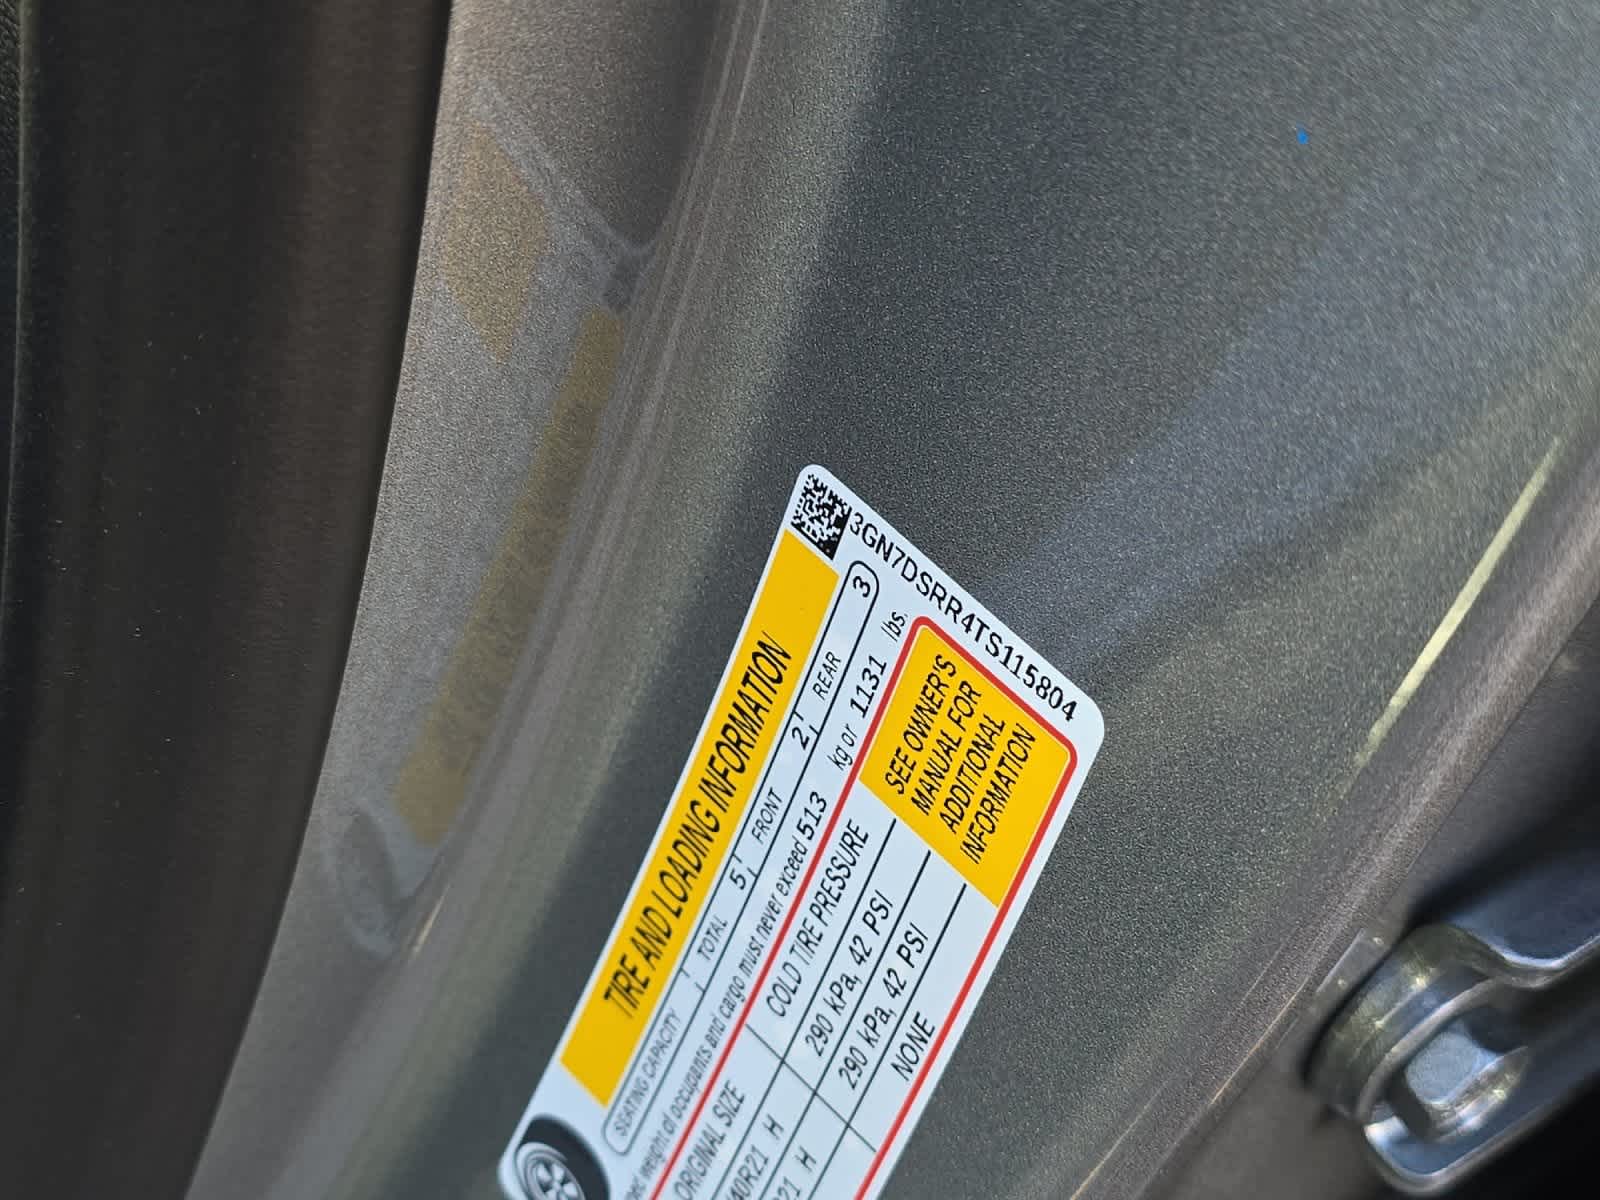 3GN7DSRR4TS115804
TIRE AND LOADING INFORMATION
SEATING CAPACITY TOTAL 5 FRONT 2 REAR 3
weight of occupants and cargo must never exceed 513 kg or 1131 lbs.
ORIGINAL SIZE COLD TIRE PRESSURE
40R21 H 290 kPa, 42 PSI
21 H 290 kPa, 42 PSI
NONE
SEE OWNER'S
MANUAL FOR
ADDITIONAL
INFORMATION